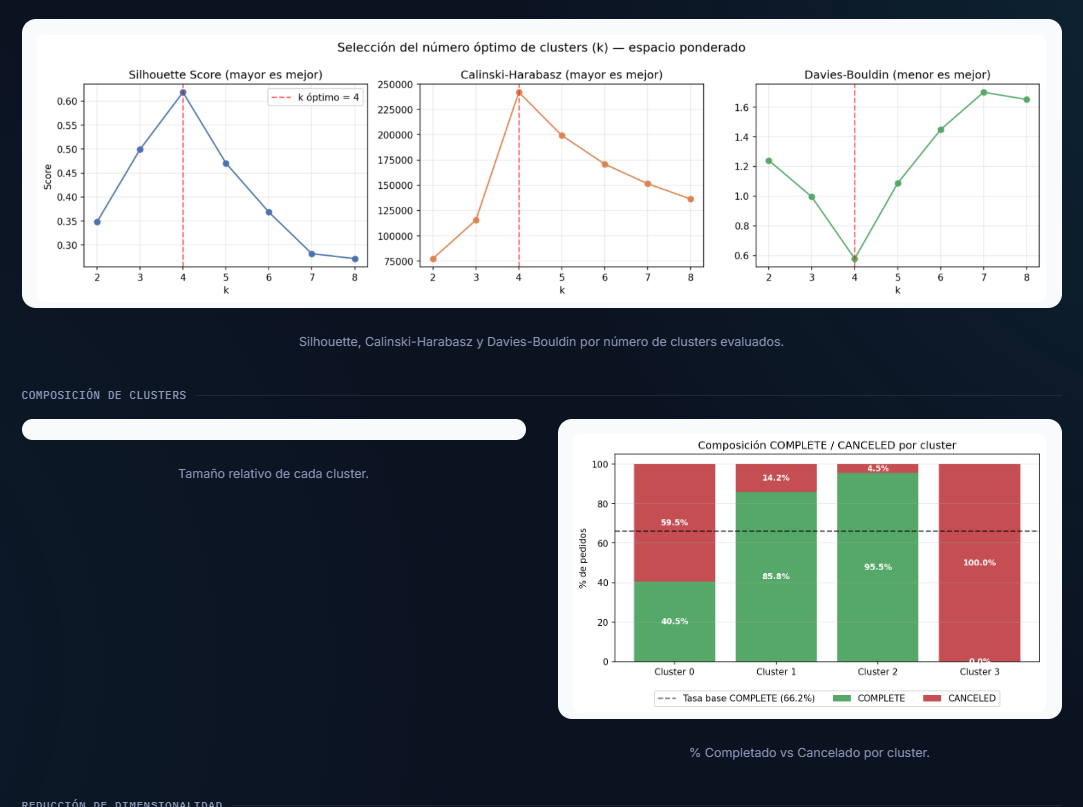 Selección del número óptimo de clusters (k) — espacio ponderado
Silhouette Score (mayor es mejor)
Score
0.60
0.55
0.50
0.45
0.40
0.35
0.30
k óptimo = 4
2 3 4 5 6 7 8
k
Calinski-Harabasz (mayor es mejor)
250000
225000
200000
175000
150000
125000
100000
75000
2 3 4 5 6 7 8
k
Davies-Bouldin (menor es mejor)
1.6
1.4
1.2
1.0
0.8
0.6
2 3 4 5 6 7 8
k
Silhouette, Calinski-Harabasz y Davies-Bouldin por número de clusters evaluados.
COMPOSICIÓN DE CLUSTERS
Tamaño relativo de cada cluster.
Composición COMPLETE / CANCELED por cluster
% de pedidos
100
80
60
40
20
0
59.5%
40.5%
14.2%
85.8%
4.5%
95.5%
100.0%
0.0%
Cluster 0 Cluster 1 Cluster 2 Cluster 3
Tasa base COMPLETE (66.2%) COMPLETE CANCELED
% Completado vs Cancelado por cluster.
REDUCCIÓN DE DIMENSIONALIDAD